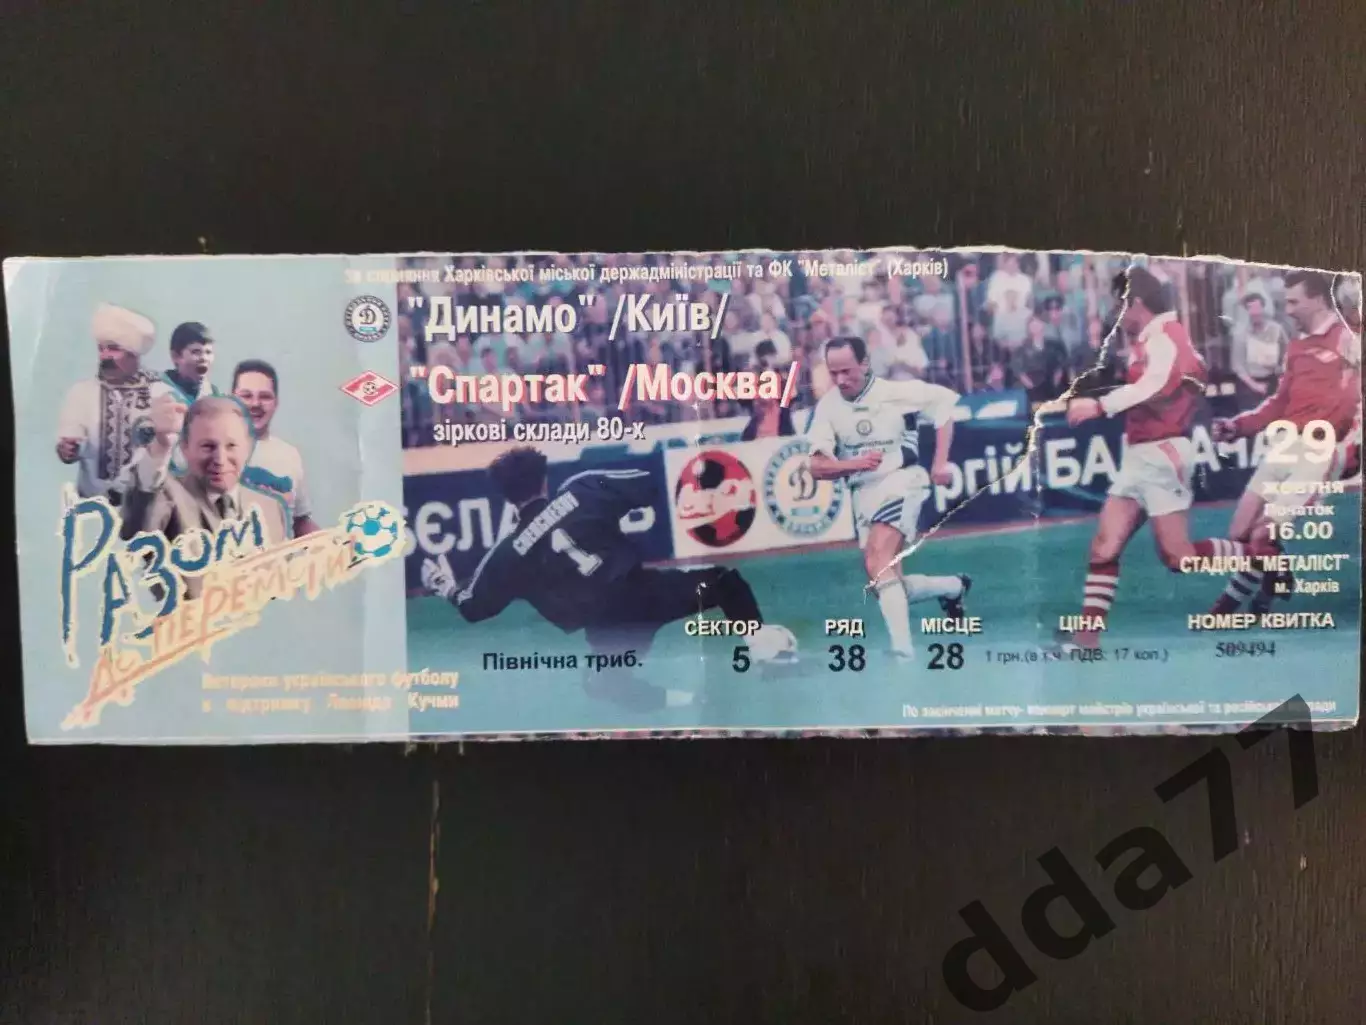 за сприяння Харківської міської держадміністрації та ФК "Металіст" (Харків)
"Динамо" /Київ/
"Спартак" /Москва/
зіркові склади 80-х
29
жовтня
Початок
16.00
СТАДІОН "МЕТАЛІСТ"
м. Харків
CHERCHESOV
1
РАЗОМ
ДО ПЕРЕМОГИ
Ветерани українського футболу
в підтримку Леоніда Кучми
СЕКТОР РЯД МІСЦЕ ЦІНА НОМЕР КВИТКА
Північна триб. 5 38 28 1 грн.(в т.ч. ПДВ: 17 коп.) 509494
По закінченні матчу- концерт майстрів української та російської естради
dda77